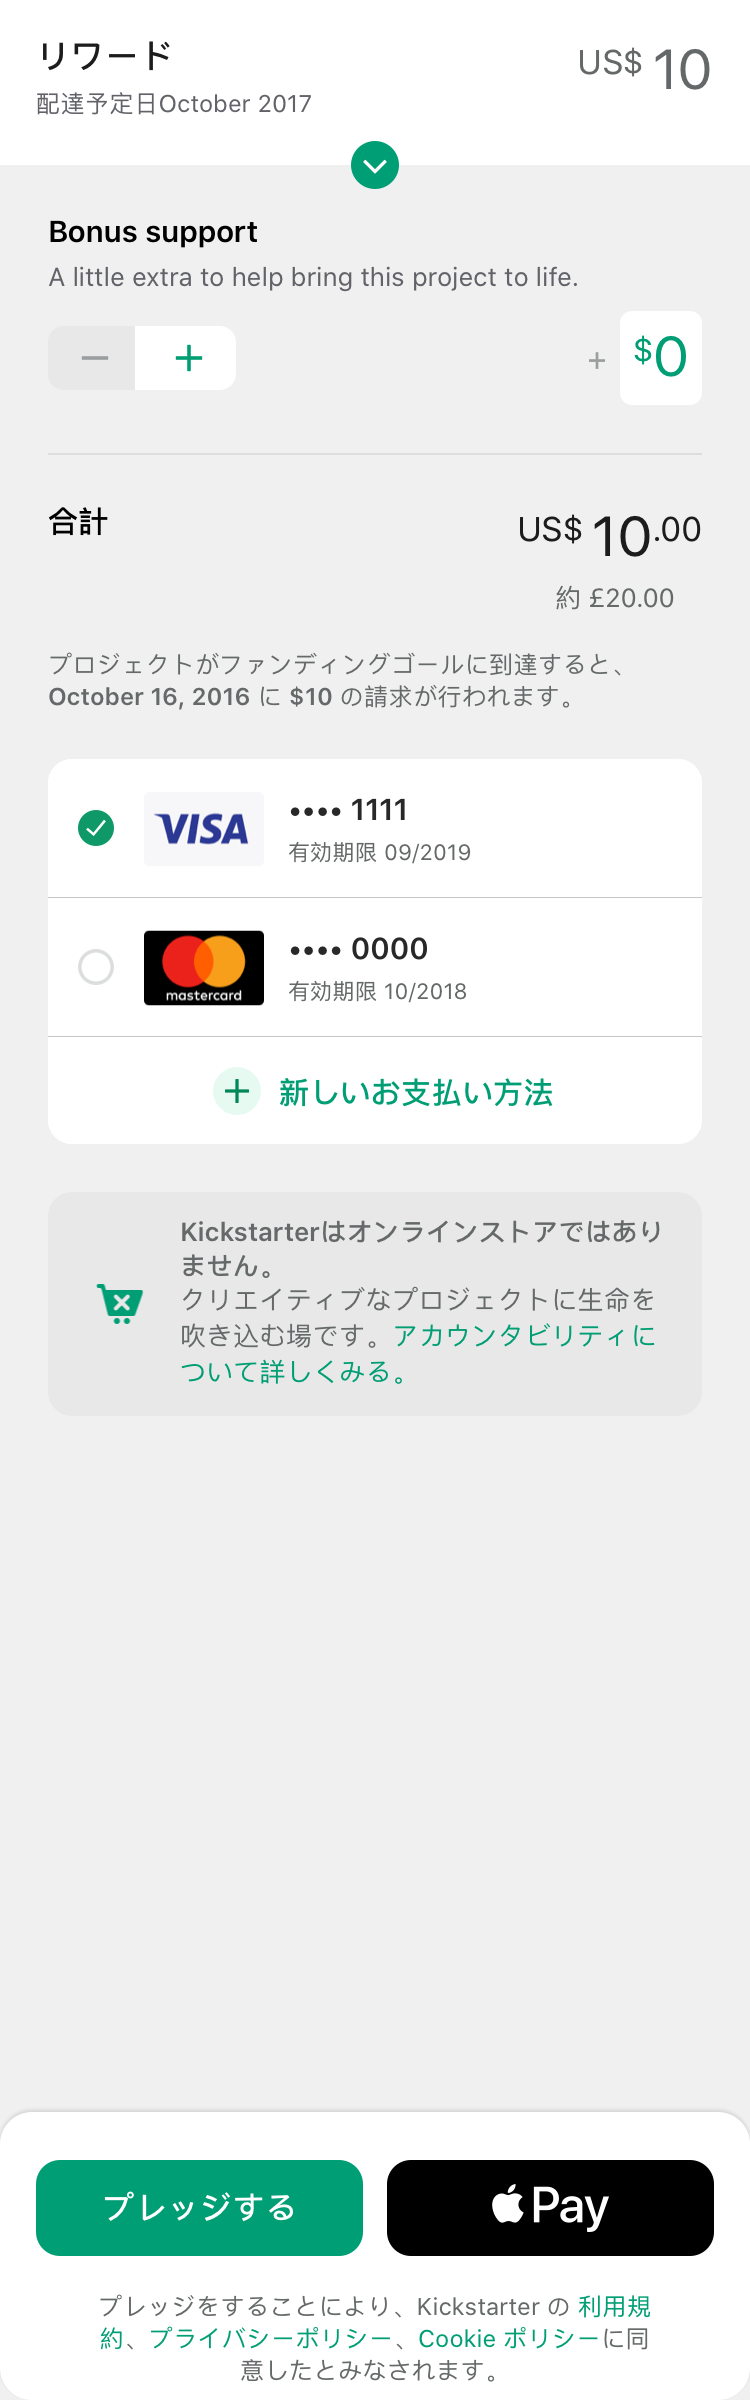 リワード
US$ 10
配達予定日October 2017
Bonus support
A little extra to help bring this project to life.
+ $0
合計
US$ 10.00
約 £20.00
プロジェクトがファンディングゴールに到達すると、
October 16, 2016 に $10 の請求が行われます。
VISA
•••• 1111
有効期限 09/2019
mastercard
•••• 0000
有効期限 10/2018
新しいお支払い方法
Kickstarterはオンラインストアではあり
ません。
クリエイティブなプロジェクトに生命を
吹き込む場です。アカウンタビリティに
ついて詳しくみる。
プレッジする
Pay
プレッジをすることにより、Kickstarter の 利用規
約、プライバシーポリシー、Cookie ポリシーに同
意したとみなされます。